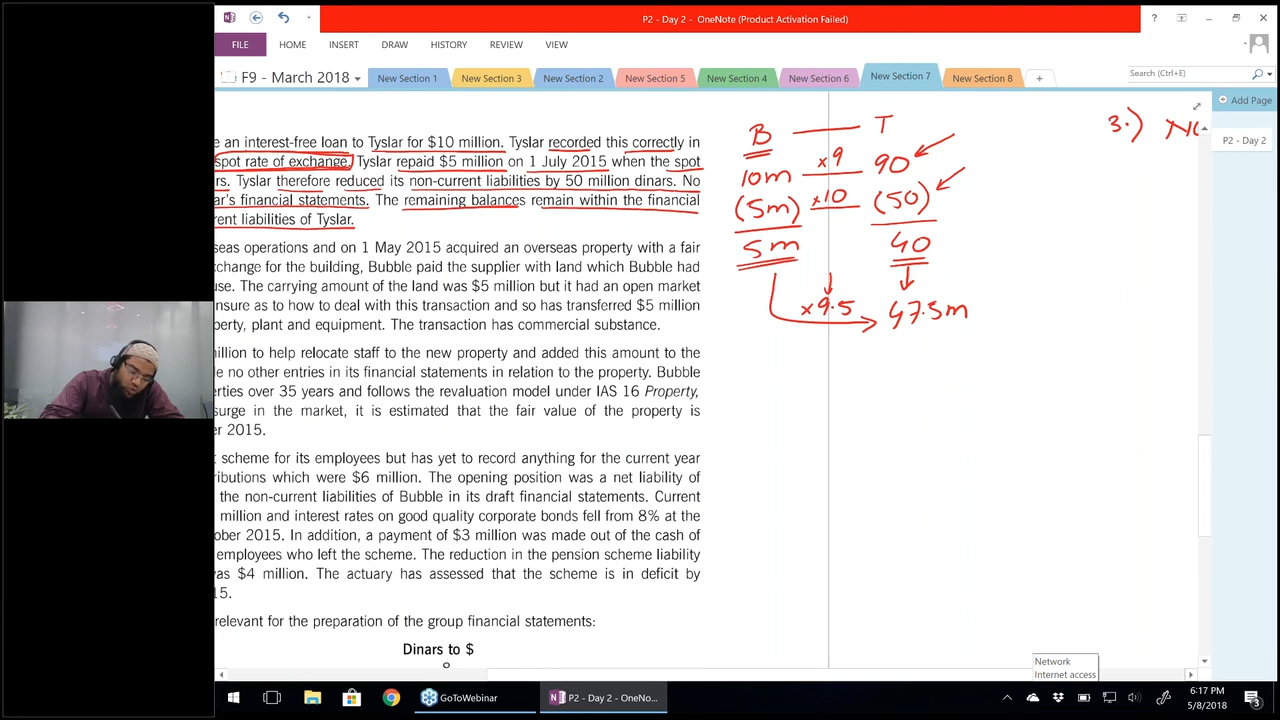 P2 - Day 2 - OneNote (Product Activation Failed)
FILE HOME INSERT DRAW HISTORY REVIEW VIEW
F9 - March 2018 New Section 1 New Section 3 New Section 2 New Section 5 New Section 4 New Section 6 New Section 7 New Section 8
Search (Ctrl+E)
Add Page
P2 - Day 2
e an interest-free loan to Tyslar for $10 million. Tyslar recorded this correctly in
spot rate of exchange. Tyslar repaid $5 million on 1 July 2015 when the spot
rs. Tyslar therefore reduced its non-current liabilities by 50 million dinars. No
ar's financial statements. The remaining balances remain within the financial
rent liabilities of Tyslar.
seas operations and on 1 May 2015 acquired an overseas property with a fair
xchange for the building, Bubble paid the supplier with land which Bubble had
use. The carrying amount of the land was $5 million but it had an open market
nsure as to how to deal with this transaction and so has transferred $5 million
perty, plant and equipment. The transaction has commercial substance.
million to help relocate staff to the new property and added this amount to the
e no other entries in its financial statements in relation to the property. Bubble
erties over 35 years and follows the revaluation model under IAS 16 Property,
surge in the market, it is estimated that the fair value of the property is
er 2015.
t scheme for its employees but has yet to record anything for the current year
ributions which were $6 million. The opening position was a net liability of
the non-current liabilities of Bubble in its draft financial statements. Current
million and interest rates on good quality corporate bonds fell from 8% at the
ober 2015. In addition, a payment of $3 million was made out of the cash of
employees who left the scheme. The reduction in the pension scheme liability
was $4 million. The actuary has assessed that the scheme is in deficit by
15.
relevant for the preparation of the group financial statements:
Dinars to $
8
B T
10m x9 90
(5m) x10 (50)
5m 40
x9.5 47.5m
3.) NC
Network
Internet access
GoToWebinar
P2 - Day 2 - OneNo...
6:17 PM
5/8/2018
3